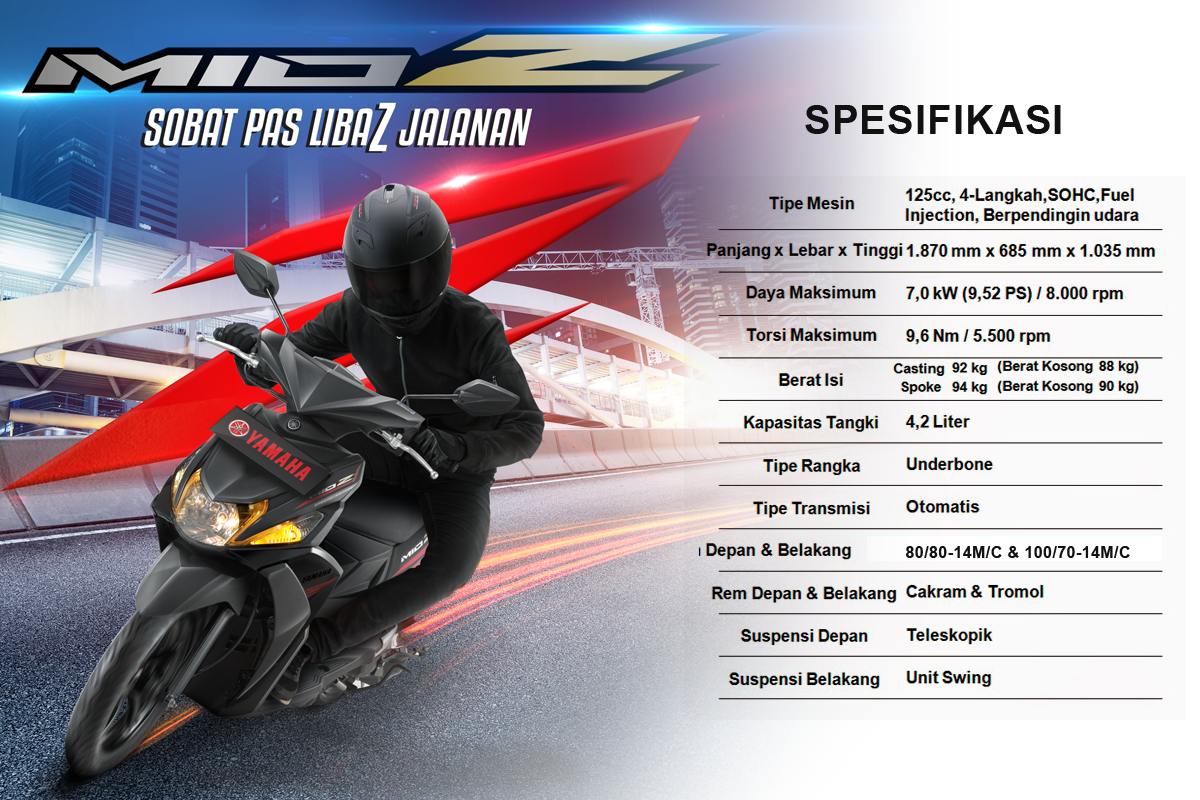 MIO Z
SOBAT PAS LIBAZ JALANAN
YAMAHA
MIO Z
YAMAHA
SPESIFIKASI
Tipe Mesin 125cc, 4-Langkah,SOHC,Fuel
Injection, Berpendingin udara
Panjang x Lebar x Tinggi 1.870 mm x 685 mm x 1.035 mm
Daya Maksimum 7,0 kW (9,52 PS) / 8.000 rpm
Torsi Maksimum 9,6 Nm / 5.500 rpm
Berat Isi Casting 92 kg (Berat Kosong 88 kg)
Spoke 94 kg (Berat Kosong 90 kg)
Kapasitas Tangki 4,2 Liter
Tipe Rangka Underbone
Tipe Transmisi Otomatis
Depan & Belakang 80/80-14M/C & 100/70-14M/C
Rem Depan & Belakang Cakram & Tromol
Suspensi Depan Teleskopik
Suspensi Belakang Unit Swing